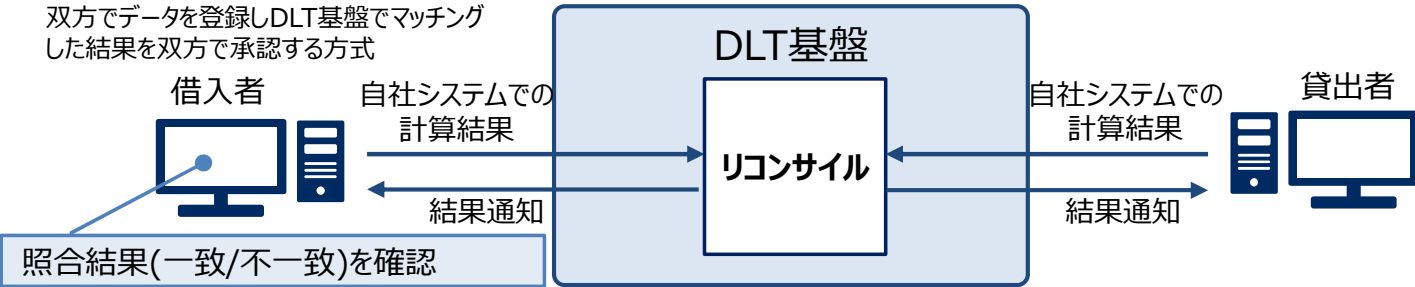 双方でデータを登録しDLT基盤でマッチング
した結果を双方で承認する方式
DLT基盤
借入者
自社システムでの
計算結果
リコンサイル
自社システムでの
計算結果
貸出者
結果通知
結果通知
照合結果(一致/不一致)を確認